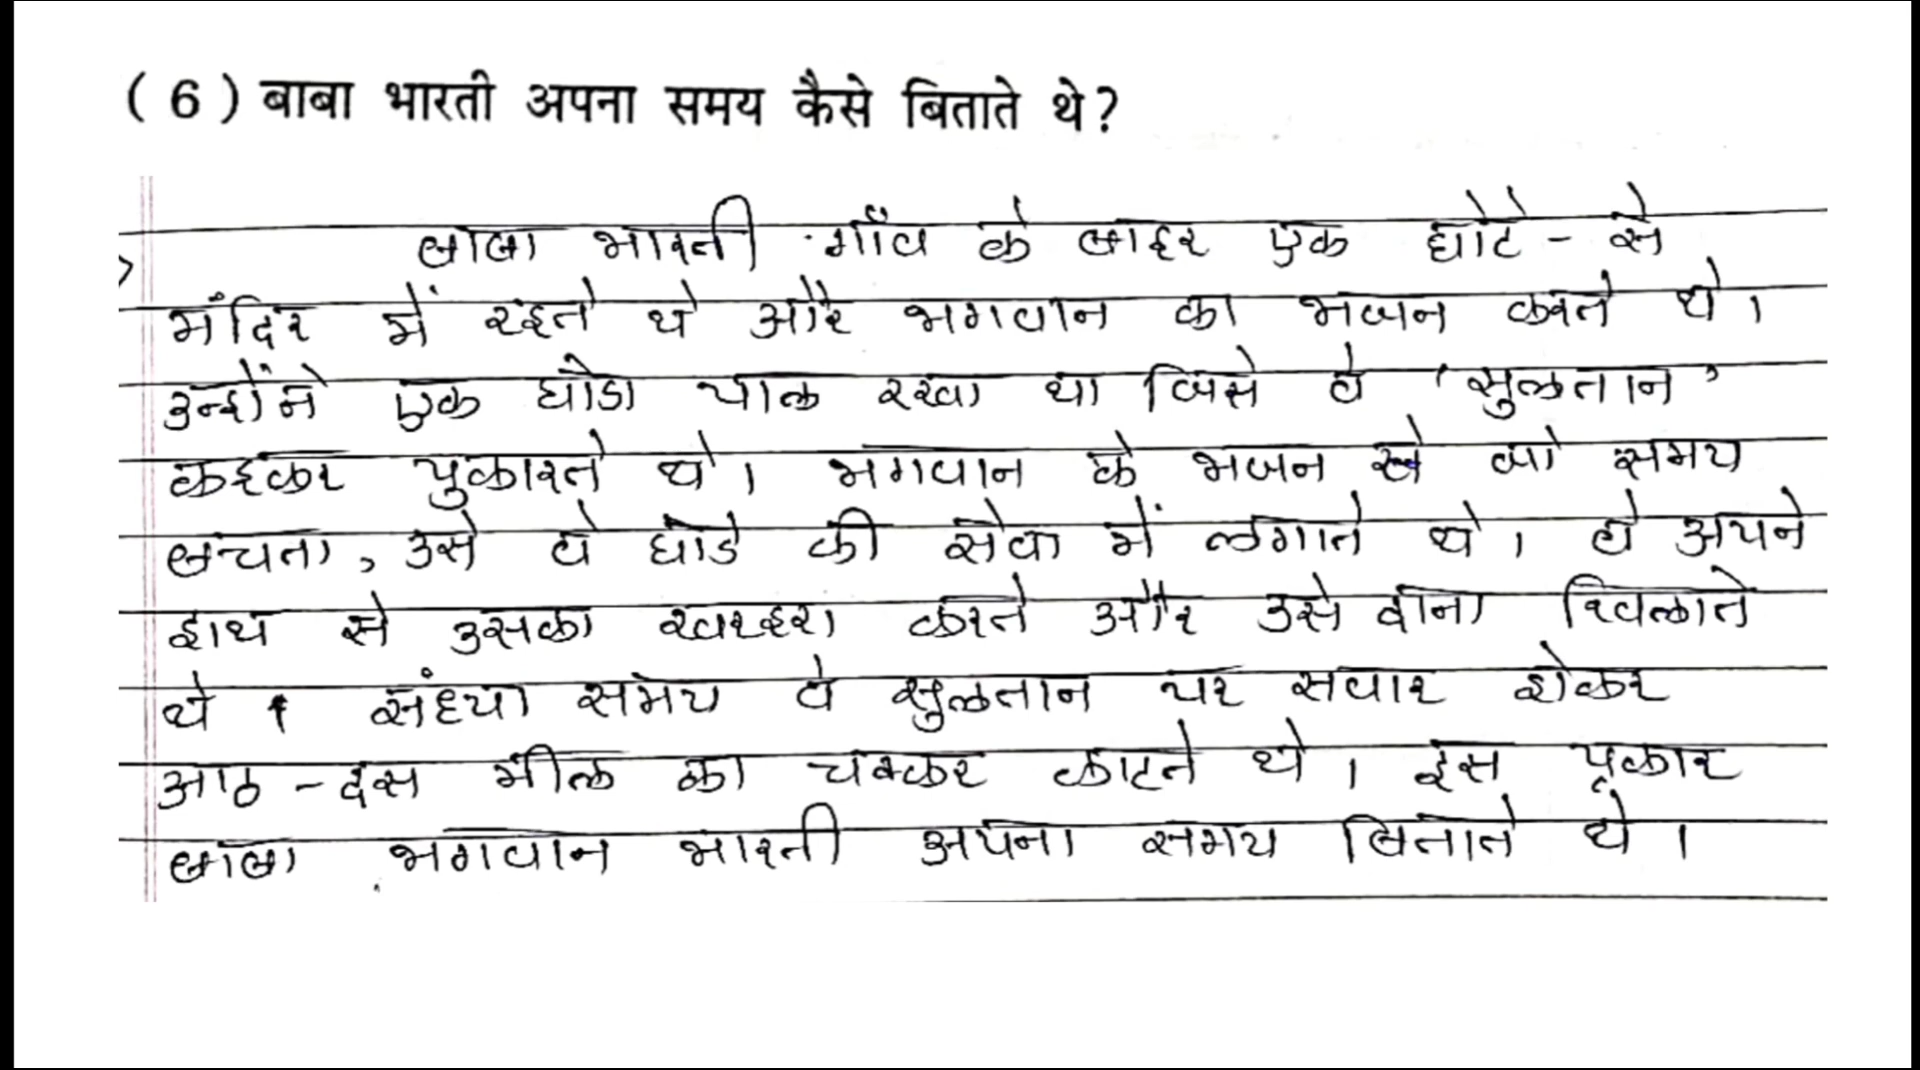 ( 6 ) बाबा भारती अपना समय कैसे बिताते थे?
बाबा भारती गाँव के बाहर एक छोटे - से
मंदिर में रहते थे और भगवान का भजन करते थे।
उन्होंने एक घोडा पाल रखा था जिसे वे 'सुलतान'
कहकर पुकारते थे। भगवान के भजन से जो समय
बचता, उसे वे घोडे की सेवा में लगाते थे। वे अपने
हाथ से उसका खरहरा करते और उसे दाना खिलाते
थे । संध्या समय वे सुलतान पर सवार होकर
आठ - दस मील का चक्कर काटते थे। इस प्रकार
बाबा भगवान भारती अपना समय बिताते थे।